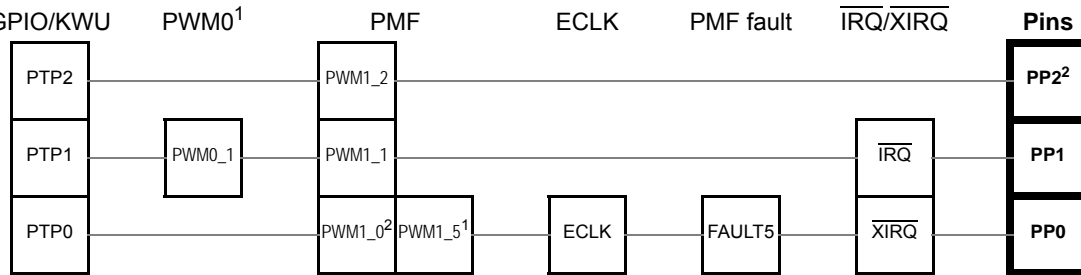 GPIO/KWU PWM0¹ PMF ECLK PMF fault IRQ/XIRQ Pins
PTP2 PWM1_2 PP2²
PTP1 PWM0_1 PWM1_1 IRQ PP1
PTP0 PWM1_0² PWM1_5¹ ECLK FAULT5 XIRQ PP0